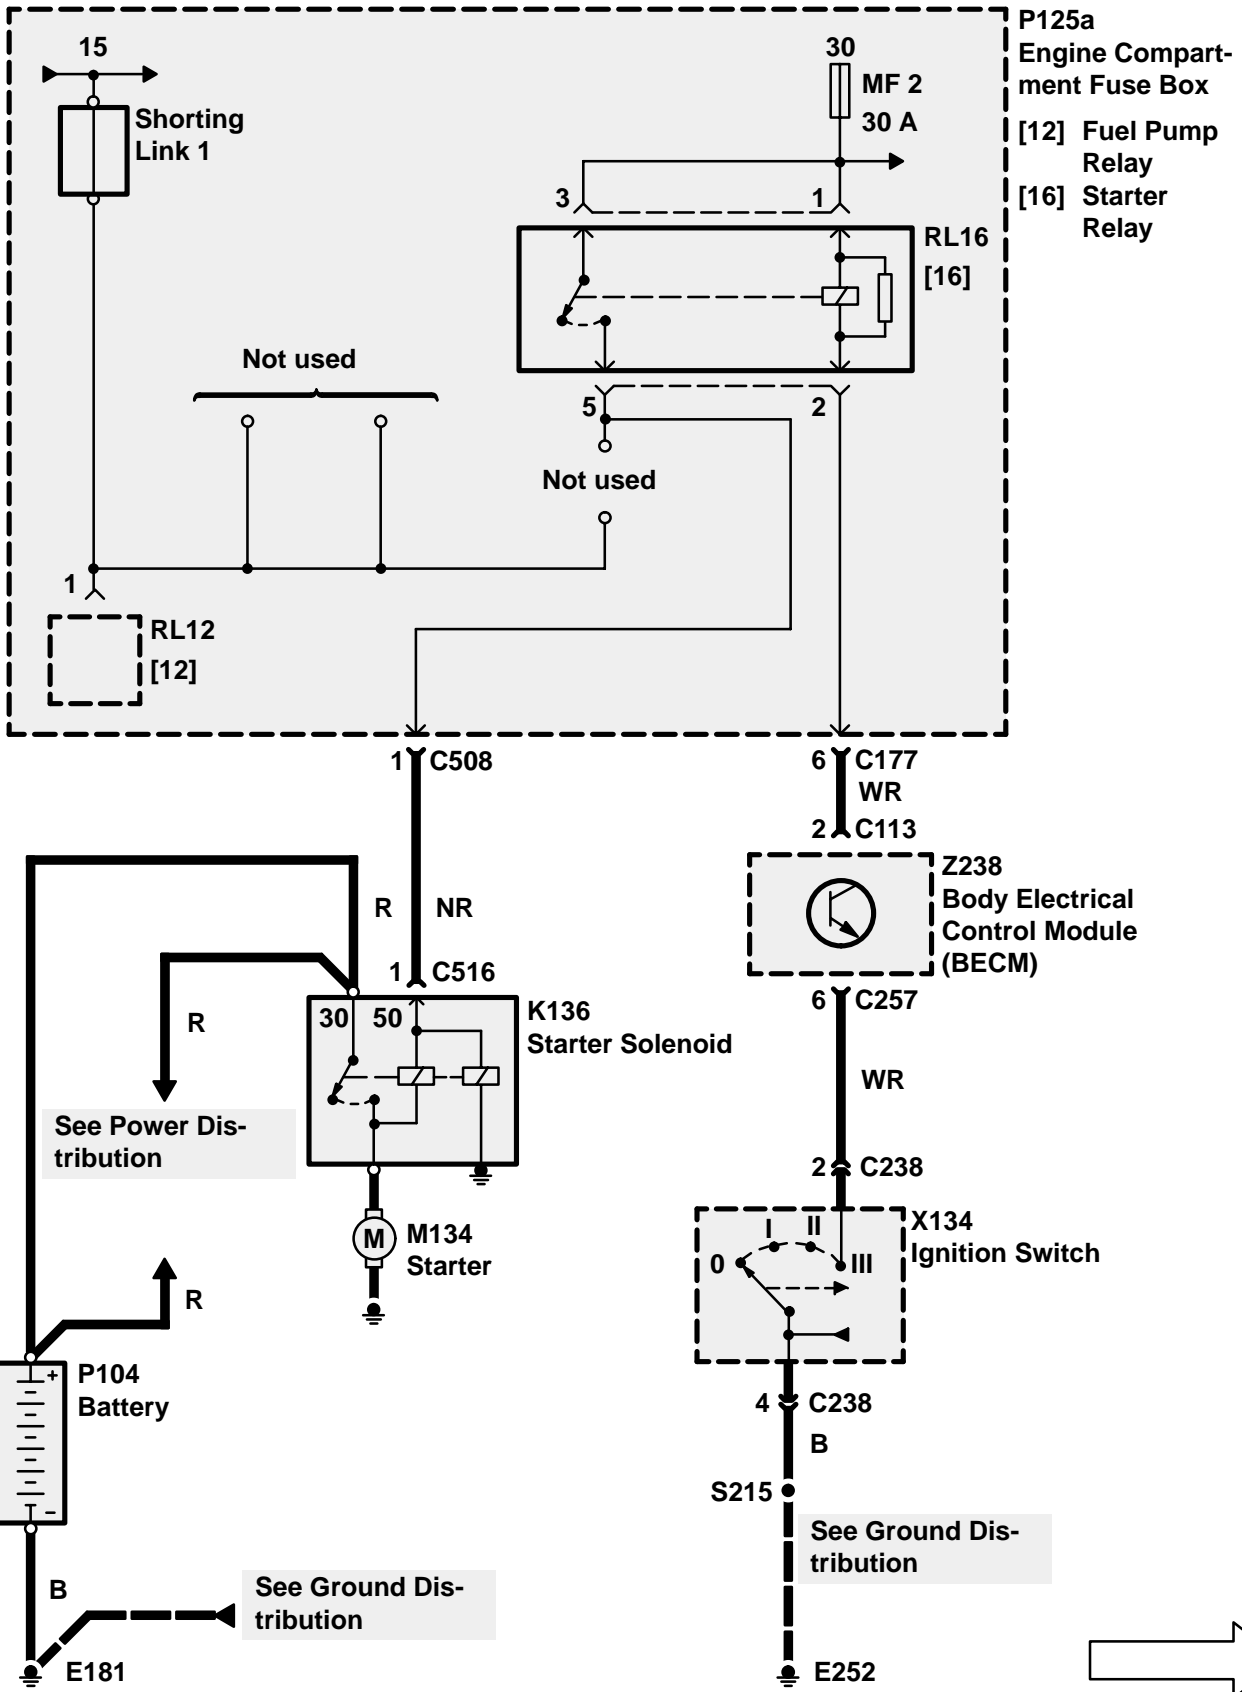 P125a
Engine Compart-
ment Fuse Box
[12] Fuel Pump
Relay
[16] Starter
Relay
15
Shorting
Link 1
30
MF 2
30 A
3
1
RL16
[16]
Not used
5
2
Not used
1
RL12
[12]
1 C508
6 C177
WR
2 C113
Z238
Body Electrical
Control Module
(BECM)
R
NR
1 C516
6 C257
30
50
K136
Starter Solenoid
R
WR
See Power Dis-
tribution
2 C238
M
M134
Starter
X134
Ignition Switch
0
I
II
III
R
+
P104
Battery
–
4 C238
B
S215
See Ground Dis-
tribution
B
See Ground Dis-
tribution
E181
E252